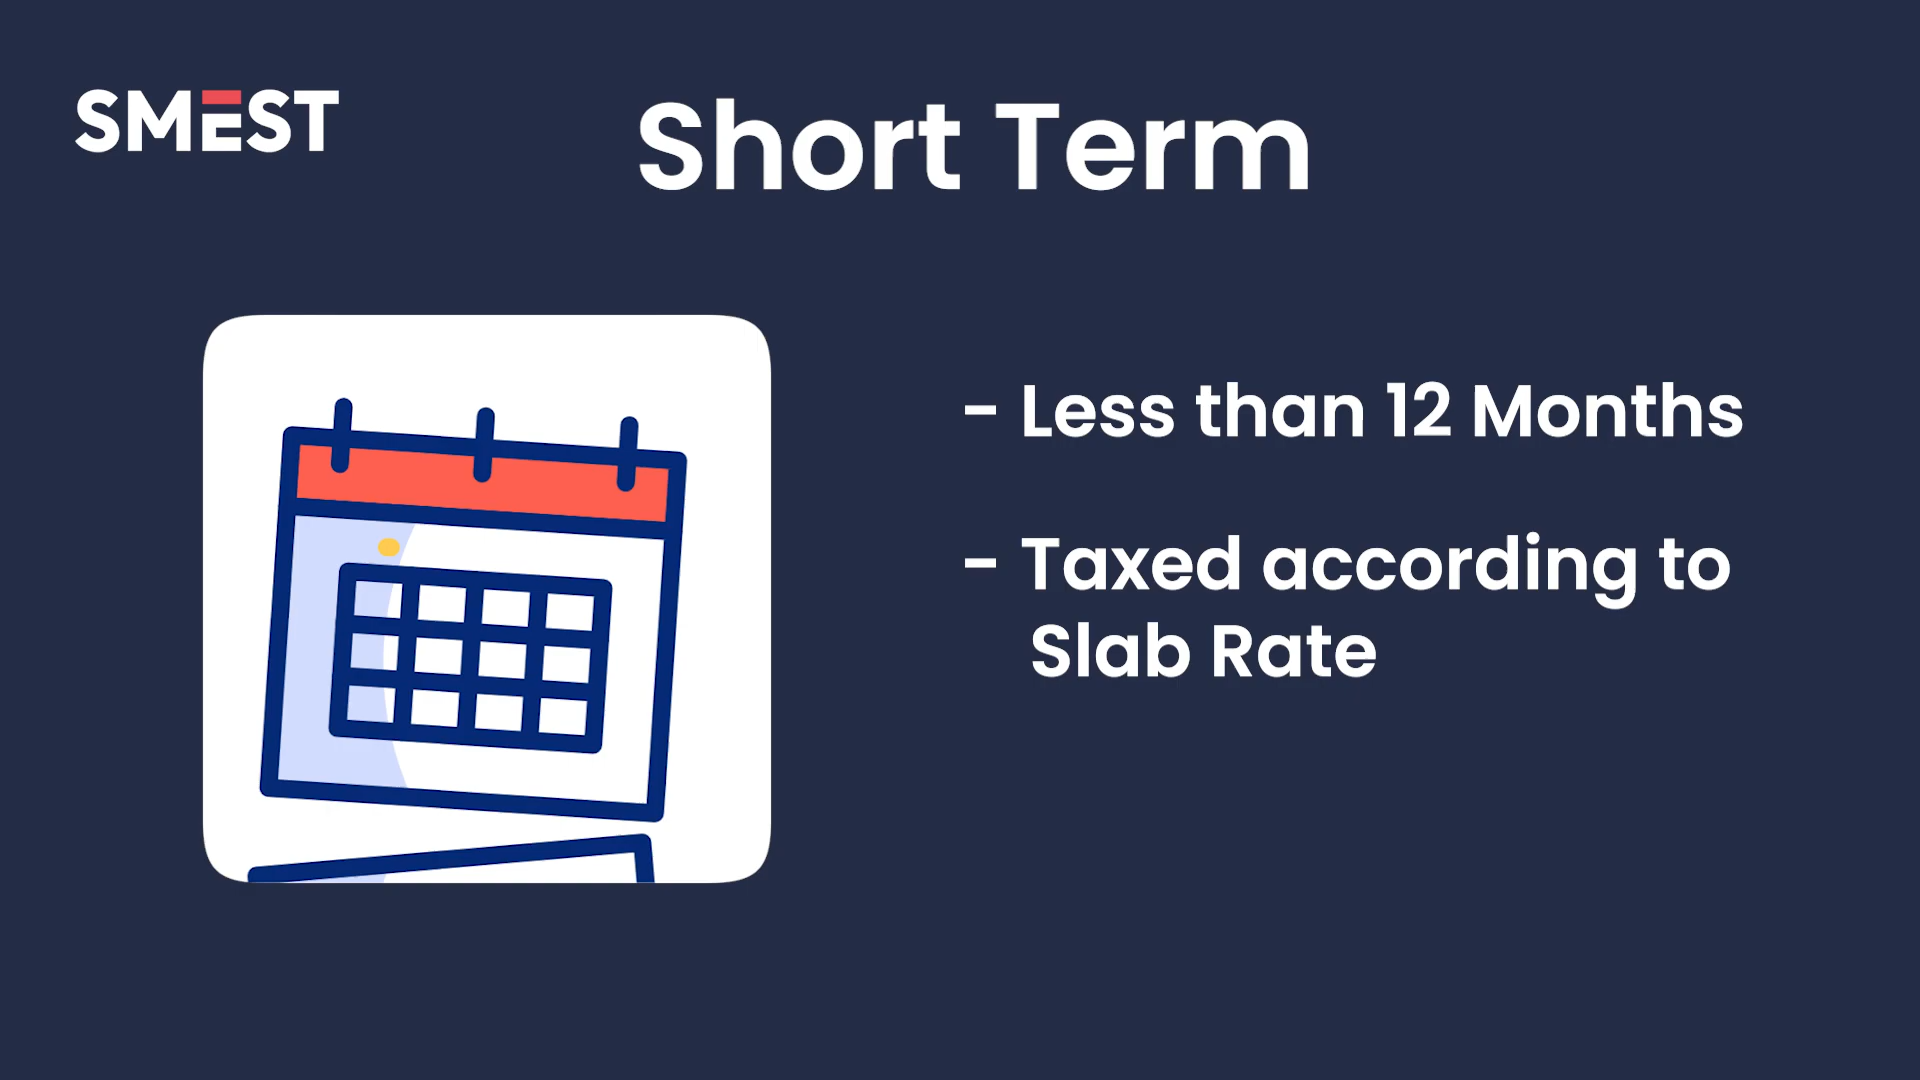 SMEST
Short Term
- Less than 12 Months
- Taxed according to
Slab Rate